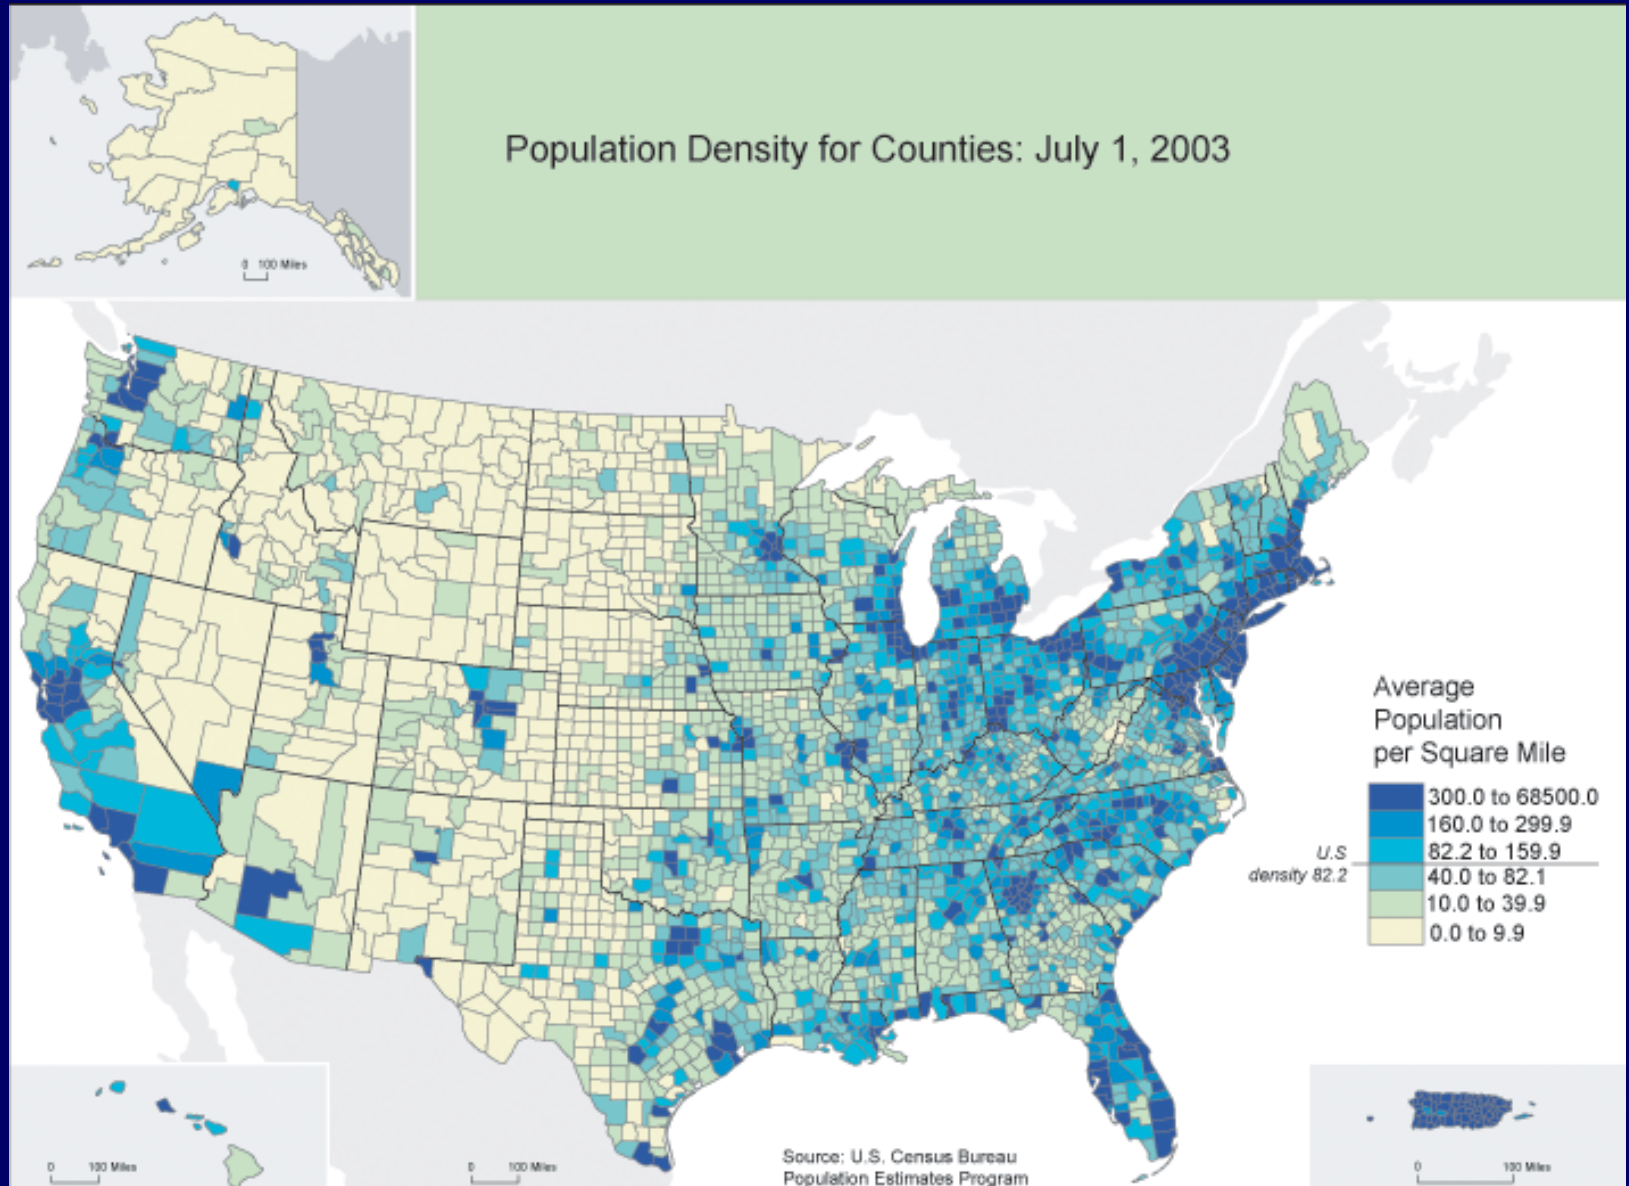 Population Density for Counties: July 1, 2003
0 100 Miles
Average
Population
per Square Mile
300.0 to 68500.0
160.0 to 299.9
82.2 to 159.9
U.S
density 82.2
40.0 to 82.1
10.0 to 39.9
0.0 to 9.9
0 100 Miles
0 100 Miles
Source: U.S. Census Bureau
Population Estimates Program
0 100 Miles